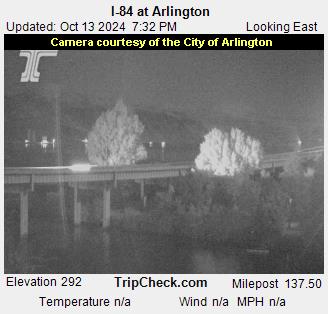 I-84 at Arlington
Updated: Oct 13 2024 7:32 PM Looking East
Camera courtesy of the City of Arlington
Elevation 292 TripCheck.com Milepost 137.50
Temperature n/a Wind n/a MPH n/a